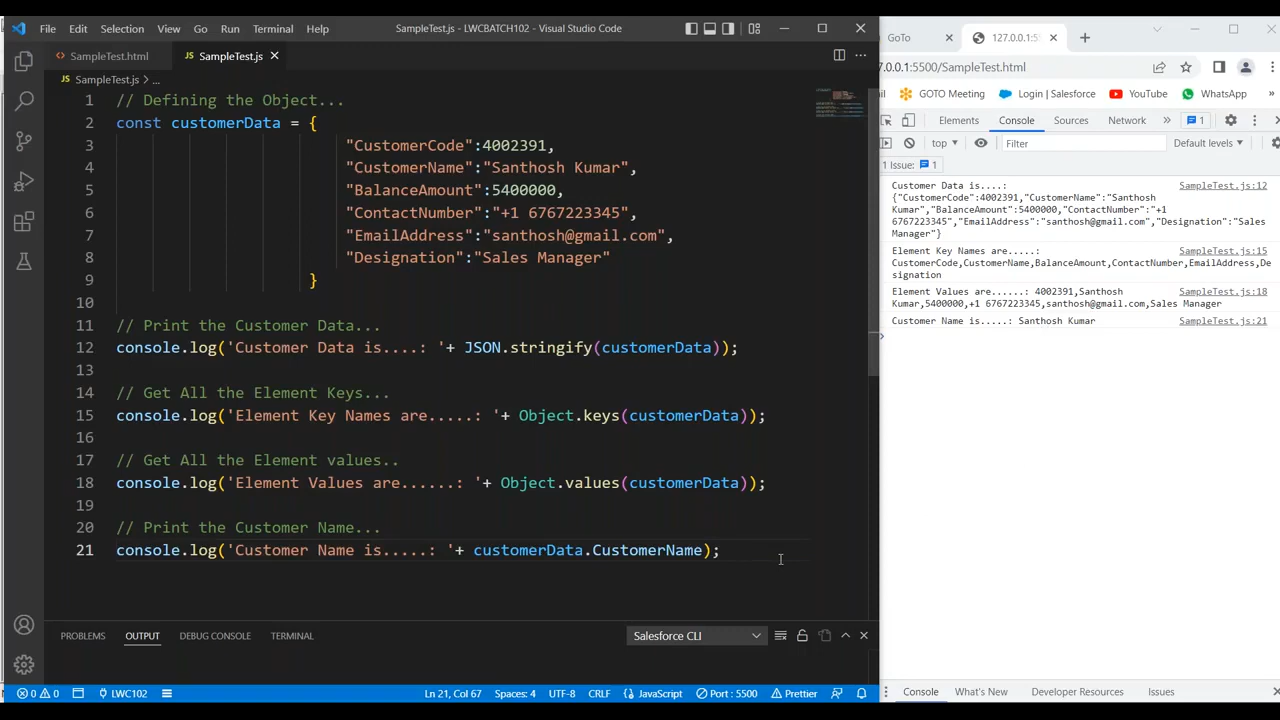 File Edit Selection View Go Run Terminal Help
SampleTest.js - LWCBATCH102 - Visual Studio Code
SampleTest.html
JS SampleTest.js
JS SampleTest.js > ...
1 // Defining the Object...
2 const customerData = {
3 "CustomerCode":4002391,
4 "CustomerName":"Santhosh Kumar",
5 "BalanceAmount":5400000,
6 "ContactNumber":"+1 6767223345",
7 "EmailAddress":"santhosh@gmail.com",
8 "Designation":"Sales Manager"
9 }
10
11 // Print the Customer Data...
12 console.log('Customer Data is....: '+ JSON.stringify(customerData));
13
14 // Get All the Element Keys...
15 console.log('Element Key Names are.....: '+ Object.keys(customerData));
16
17 // Get All the Element values..
18 console.log('Element Values are......: '+ Object.values(customerData));
19
20 // Print the Customer Name...
21 console.log('Customer Name is.....: '+ customerData.CustomerName);
PROBLEMS OUTPUT DEBUG CONSOLE TERMINAL
Salesforce CLI
0 0 LWC102
Ln 21, Col 67 Spaces: 4 UTF-8 CRLF JavaScript Port : 5500 Prettier
GoTo
127.0.0.1:55
127.0.0.1:5500/SampleTest.html
GOTO Meeting Login | Salesforce YouTube WhatsApp
Elements Console Sources Network » 1
top Filter Default levels
1 Issue: 1
Customer Data is....: SampleTest.js:12
{"CustomerCode":4002391,"CustomerName":"Santhosh
Kumar","BalanceAmount":5400000,"ContactNumber":"+1
6767223345","EmailAddress":"santhosh@gmail.com","Designation":"Sales
Manager"}
Element Key Names are.....: SampleTest.js:15
CustomerCode,CustomerName,BalanceAmount,ContactNumber,EmailAddress,De
signation
Element Values are......: 4002391,Santhosh SampleTest.js:18
Kumar,5400000,+1 6767223345,santhosh@gmail.com,Sales Manager
Customer Name is.....: Santhosh Kumar SampleTest.js:21
Console What's New Developer Resources Issues